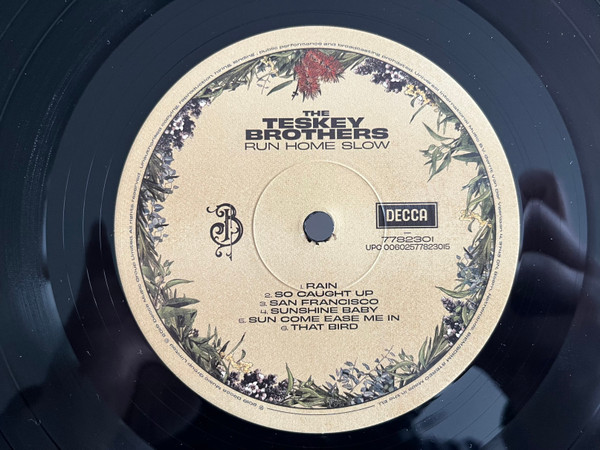 THE
TESKEY
BROTHERS
RUN HOME SLOW
DECCA
7782301
UPC 00602577823015
1. RAIN
2. SO CAUGHT UP
3. SAN FRANCISCO
4. SUNSHINE BABY
5. SUN COME EASE ME IN
6. THAT BIRD